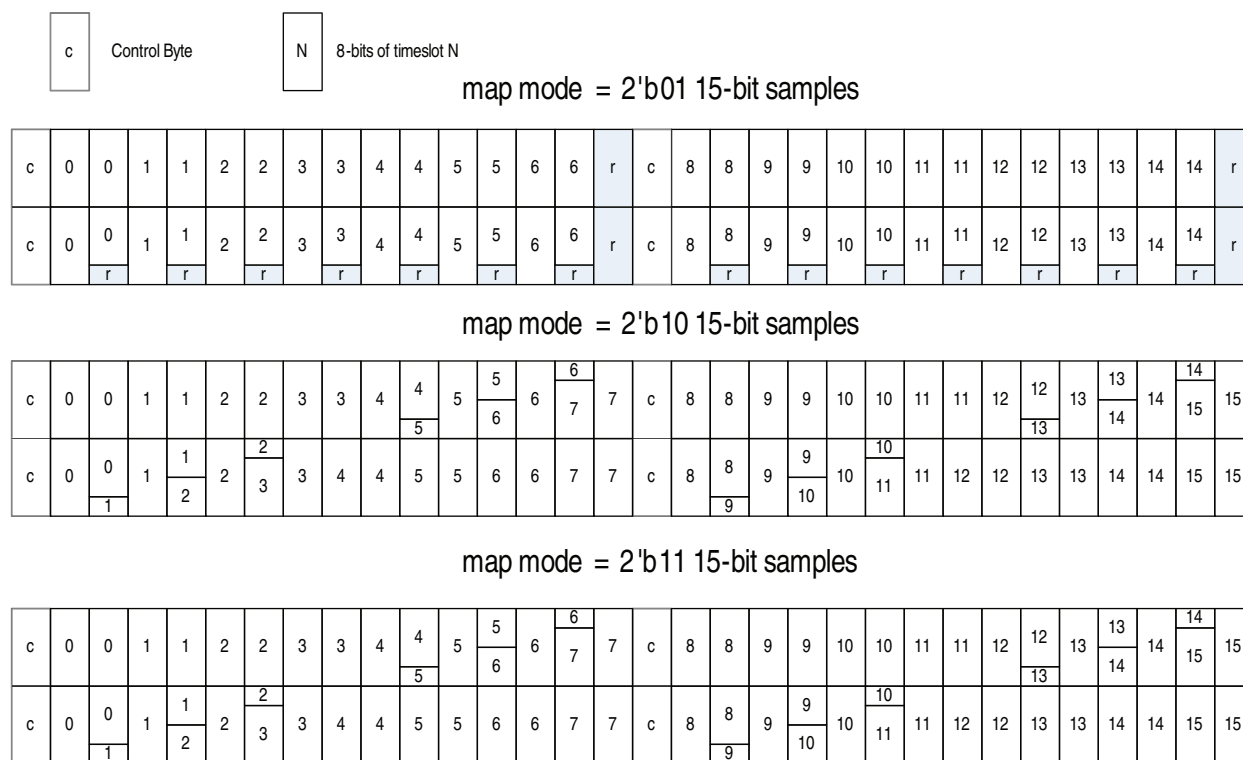 c Control Byte N 8-bits of timeslot N
map mode = 2'b01 15-bit samples
c 0 0 1 1 2 2 3 3 4 4 5 5 6 6 r c 8 8 9 9 10 10 11 11 12 12 13 13 14 14 r
c 0 0 1 1 2 2 3 3 4 4 5 5 6 6 r c 8 8 9 9 10 10 11 11 12 12 13 13 14 14 r
r r r r r r r r r r r r r r
map mode = 2'b10 15-bit samples
c 0 0 1 1 2 2 3 3 4 4 5 5 5 6 6 6 7 7 c 8 8 9 9 10 10 11 11 12 12 13 13 13 14 14 14 15 15
c 0 0 1 1 1 2 2 2 3 3 4 4 5 5 6 6 7 7 c 8 8 9 9 9 10 10 10 11 11 12 12 13 13 14 14 15 15
map mode = 2'b11 15-bit samples
c 0 0 1 1 2 2 3 3 4 4 5 5 5 6 6 6 7 7 c 8 8 9 9 10 10 11 11 12 12 13 13 13 14 14 14 15 15
c 0 0 1 1 1 2 2 2 3 3 4 4 5 5 6 6 7 7 c 8 8 9 9 9 10 10 10 11 11 12 12 13 13 14 14 15 15